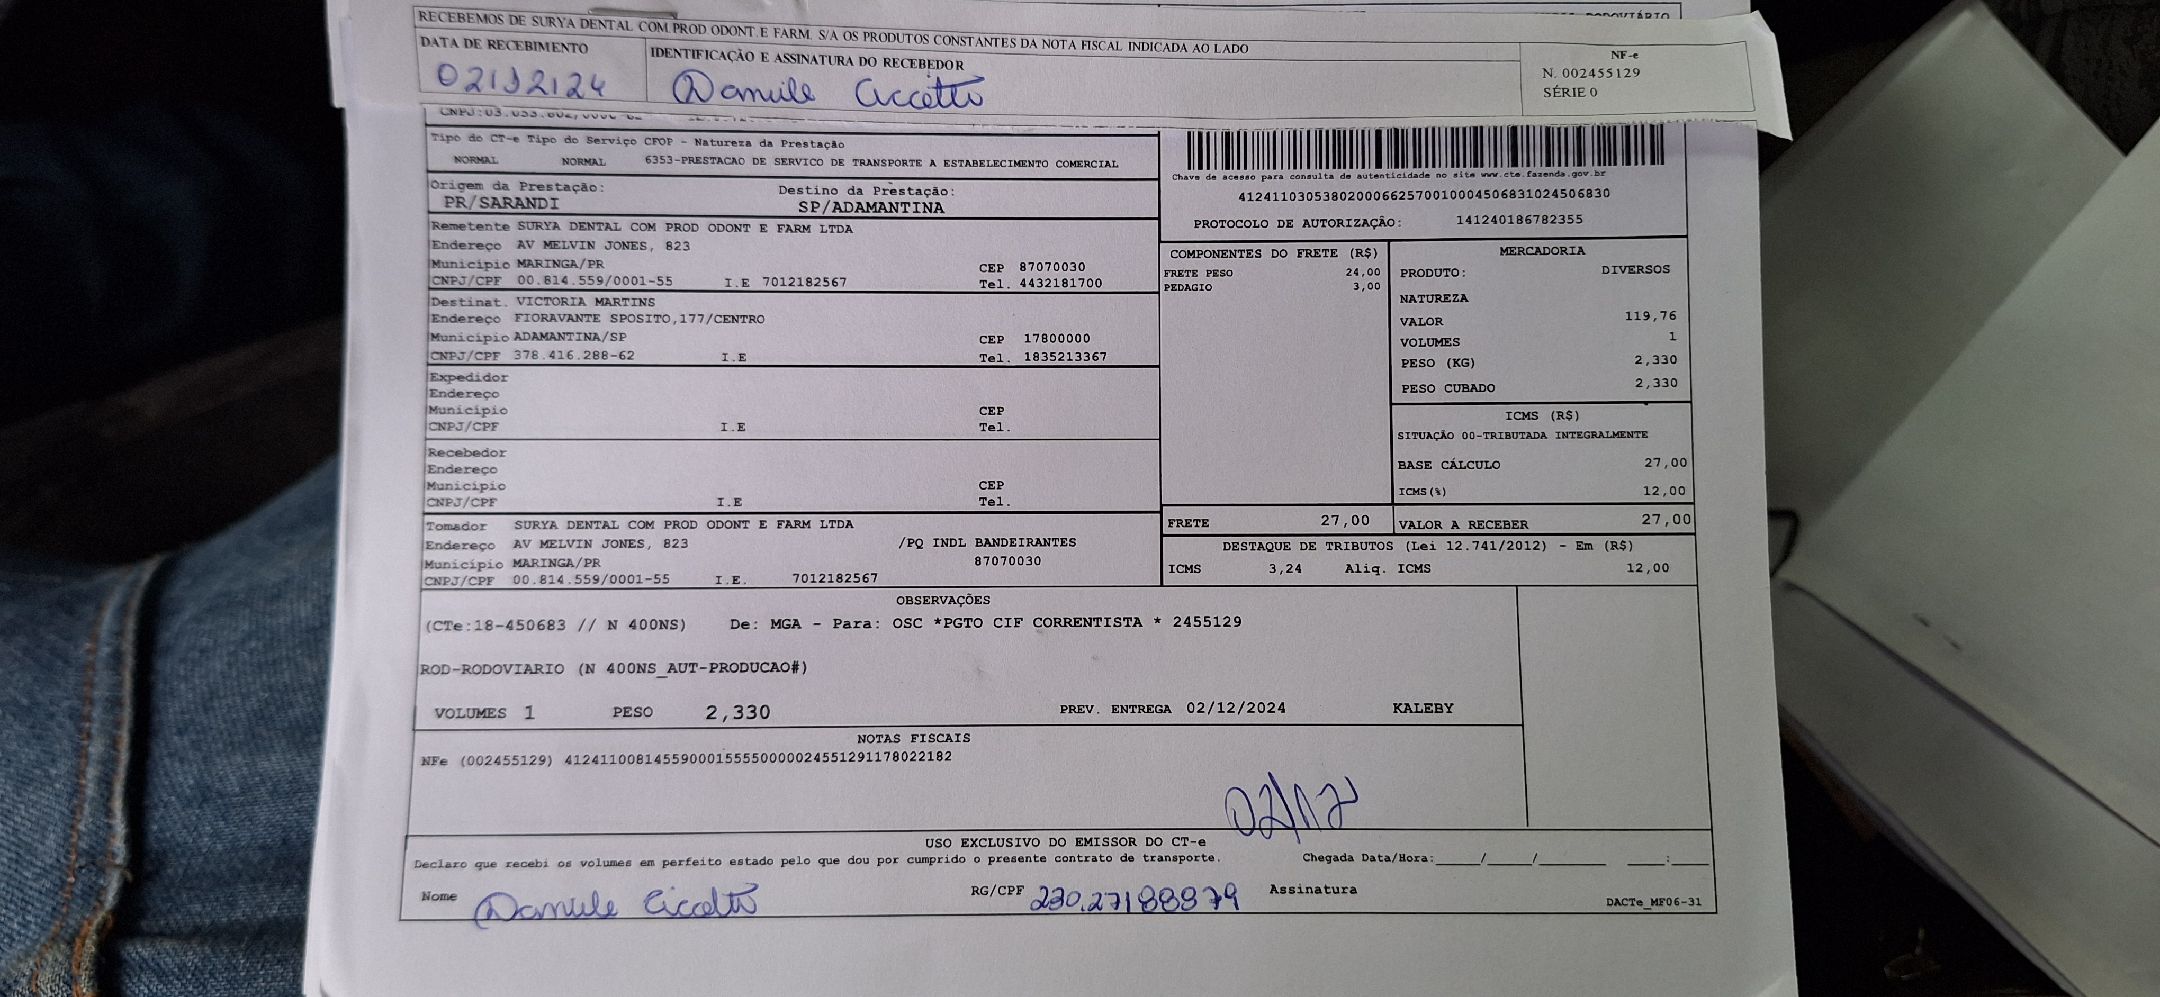 RECEBEMOS DE SURYA DENTAL COM PROD ODONT E FARM. S/A OS PRODUTOS CONSTANTES DA NOTA FISCAL INDICADA AO LADO
DATA DE RECEBIMENTO
IDENTIFICAÇÃO E ASSINATURA DO RECEBEDOR
NF-e
N. 002455129
SÉRIE 0
02/12/24
Tipo do CT-e Tipo do Serviço CFOP - Natureza da Prestação
NORMAL NORMAL 6353-PRESTACAO DE SERVICO DE TRANSPORTE A ESTABELECIMENTO COMERCIAL
Origem da Prestação: Destino da Prestação:
PR/SARANDI SP/ADAMANTINA
Chave de acesso para consulta de autenticidade no site www.cte.fazenda.gov.br
41241103053802000662570010004506831024506830
PROTOCOLO DE AUTORIZAÇÃO: 141240186782355
Remetente SURYA DENTAL COM PROD ODONT E FARM LTDA
Endereço AV MELVIN JONES, 823
Município MARINGA/PR CEP 87070030
CNPJ/CPF 00.814.559/0001-55 I.E 7012182567 Tel. 4432181700
Destinat. VICTORIA MARTINS
Endereço FIORAVANTE SPOSITO,177/CENTRO
Município ADAMANTINA/SP CEP 17800000
CNPJ/CPF 378.416.288-62 I.E Tel. 1835213367
Expedidor
Endereço
Município CEP
CNPJ/CPF I.E Tel.
Recebedor
Endereço
Município CEP
CNPJ/CPF I.E Tel.
Tomador SURYA DENTAL COM PROD ODONT E FARM LTDA
Endereço AV MELVIN JONES, 823 /PQ INDL BANDEIRANTES
Município MARINGA/PR 87070030
CNPJ/CPF 00.814.559/0001-55 I.E. 7012182567
COMPONENTES DO FRETE (R$)
FRETE PESO 24,00
PEDAGIO 3,00
MERCADORIA
PRODUTO: DIVERSOS
NATUREZA
VALOR 119,76
VOLUMES 1
PESO (KG) 2,330
PESO CUBADO 2,330
ICMS (R$)
SITUAÇÃO 00-TRIBUTADA INTEGRALMENTE
BASE CÁLCULO 27,00
ICMS(%) 12,00
FRETE 27,00 VALOR A RECEBER 27,00
DESTAQUE DE TRIBUTOS (Lei 12.741/2012) - Em (R$)
ICMS 3,24 Aliq. ICMS 12,00
OBSERVAÇÕES
(CTe:18-450683 // N 400NS) De: MGA - Para: OSC *PGTO CIF CORRENTISTA * 2455129
ROD-RODOVIARIO (N 400NS_AUT-PRODUCAO#)
VOLUMES 1 PESO 2,330 PREV. ENTREGA 02/12/2024 KALEBY
NOTAS FISCAIS
NFe (002455129) 41241100814559000155550000024551291178022182
02/12
USO EXCLUSIVO DO EMISSOR DO CT-e
Declaro que recebi os volumes em perfeito estado pelo que dou por cumprido o presente contrato de transporte. Chegada Data/Hora:_____/_____/________ ____:____
Nome RG/CPF 230.27188879 Assinatura
DACTe_MF06-31